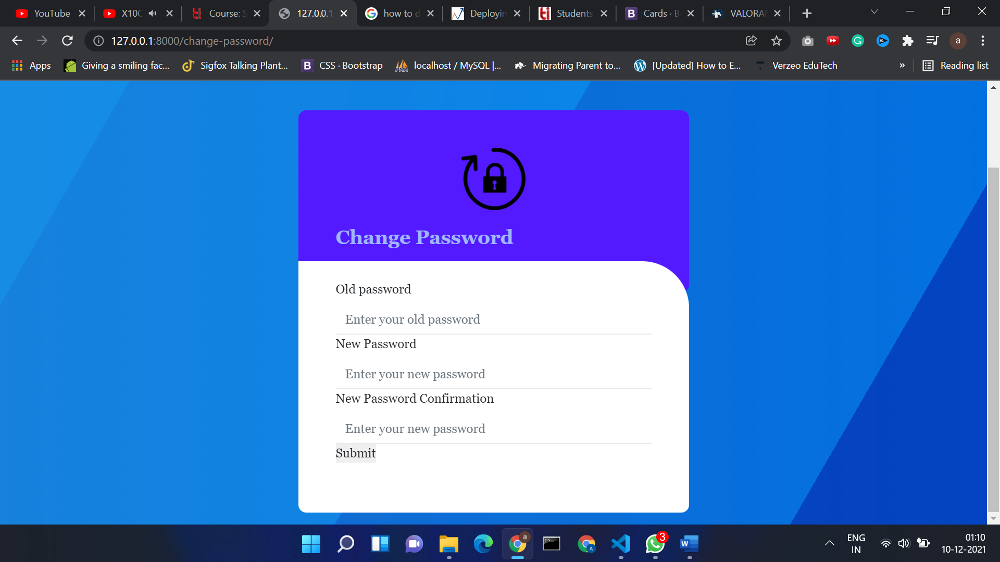 YouTube
X10C
Course: S
127.0.0.1
how to d
Deployin
Students
Cards · B
VALORA
127.0.0.1:8000/change-password/
a
Apps
Giving a smiling fac...
Sigfox Talking Plant...
CSS · Bootstrap
localhost / MySQL |...
Migrating Parent to...
[Updated] How to E...
Verzeo EduTech
»
Reading list
Change Password
Old password
Enter your old password
New Password
Enter your new password
New Password Confirmation
Enter your new password
Submit
3
ENG
IN
01:10
10-12-2021